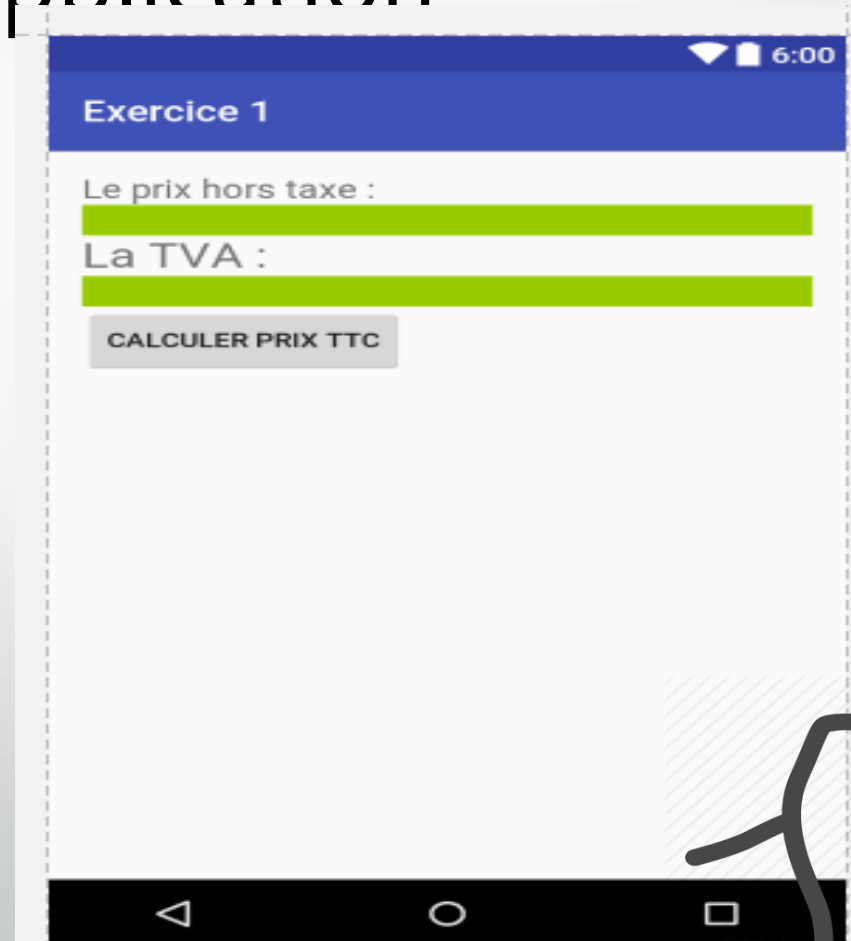 6:00
Exercice 1
Le prix hors taxe :
La TVA :
CALCULER PRIX TTC